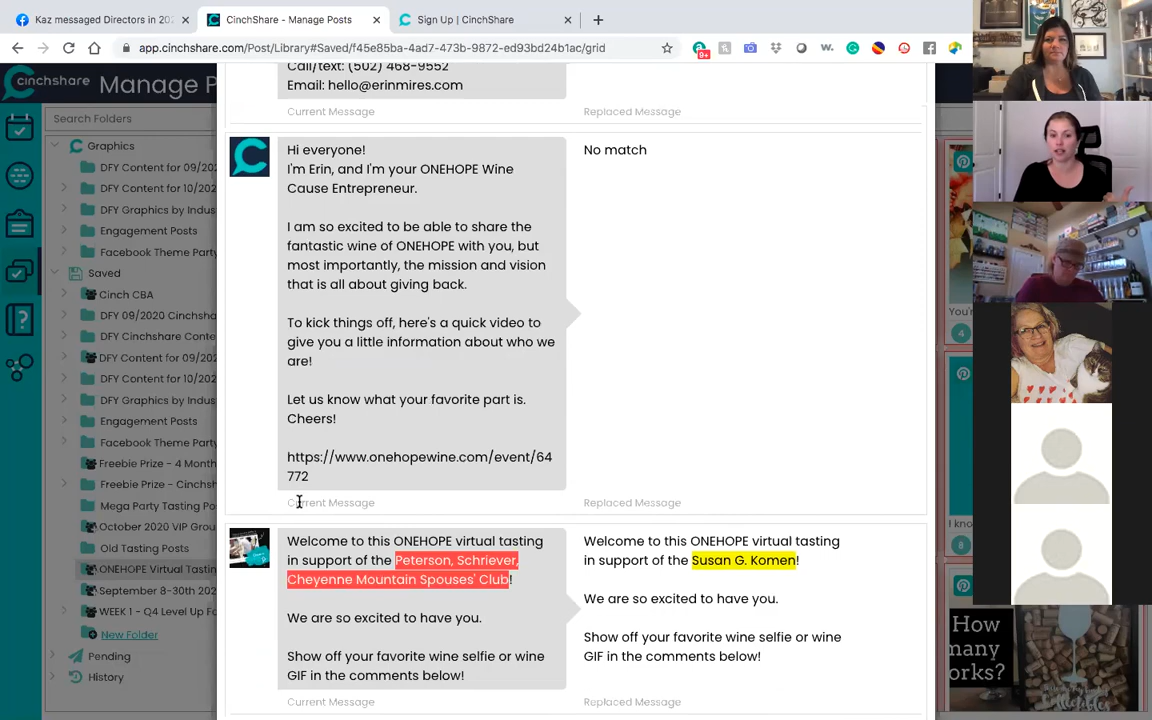 Kaz messaged Directors in 202
CinchShare - Manage Posts
Sign Up | CinchShare
app.cinchshare.com/Post/Library#Saved/f45e85ba-4ad7-473b-9872-ed93bd24b1ac/grid
9+
W.
cinchshare Manage P
Search Folders
Graphics
DFY Content for 09/202
DFY Content for 10/202
DFY Graphics by Indus
Engagement Posts
Facebook Theme Party
Saved
Cinch CBA
DFY 09/2020 Cinchsha
DFY Cinchshare Conte
DFY Content for 09/202
DFY Content for 10/202
DFY Graphics by Indus
Engagement Posts
Facebook Theme Party
Freebie Prize - 4 Month
Freebie Prize - Cinchsh
Mega Party Tasting Po
October 2020 VIP Grou
Old Tasting Posts
ONEHOPE Virtual Tastin
September 8-30th 202
WEEK 1 - Q4 Level Up F
New Folder
Pending
History
Call/text: (502) 468-9552
Email: hello@erinmires.com
Current Message
Replaced Message
Hi everyone!
I'm Erin, and I'm your ONEHOPE Wine
Cause Entrepreneur.
I am so excited to be able to share the
fantastic wine of ONEHOPE with you, but
most importantly, the mission and vision
that is all about giving back.
To kick things off, here's a quick video to
give you a little information about who we
are!
Let us know what your favorite part is.
Cheers!
https://www.onehopewine.com/event/64
772
No match
Current Message
Replaced Message
Welcome to this ONEHOPE virtual tasting
in support of the Peterson, Schriever,
Cheyenne Mountain Spouses' Club!
We are so excited to have you.
Show off your favorite wine selfie or wine
GIF in the comments below!
Welcome to this ONEHOPE virtual tasting
in support of the Susan G. Komen!
We are so excited to have you.
Show off your favorite wine selfie or wine
GIF in the comments below!
Current Message
Replaced Message
You'r
4
I kno
8
How
many
orks?